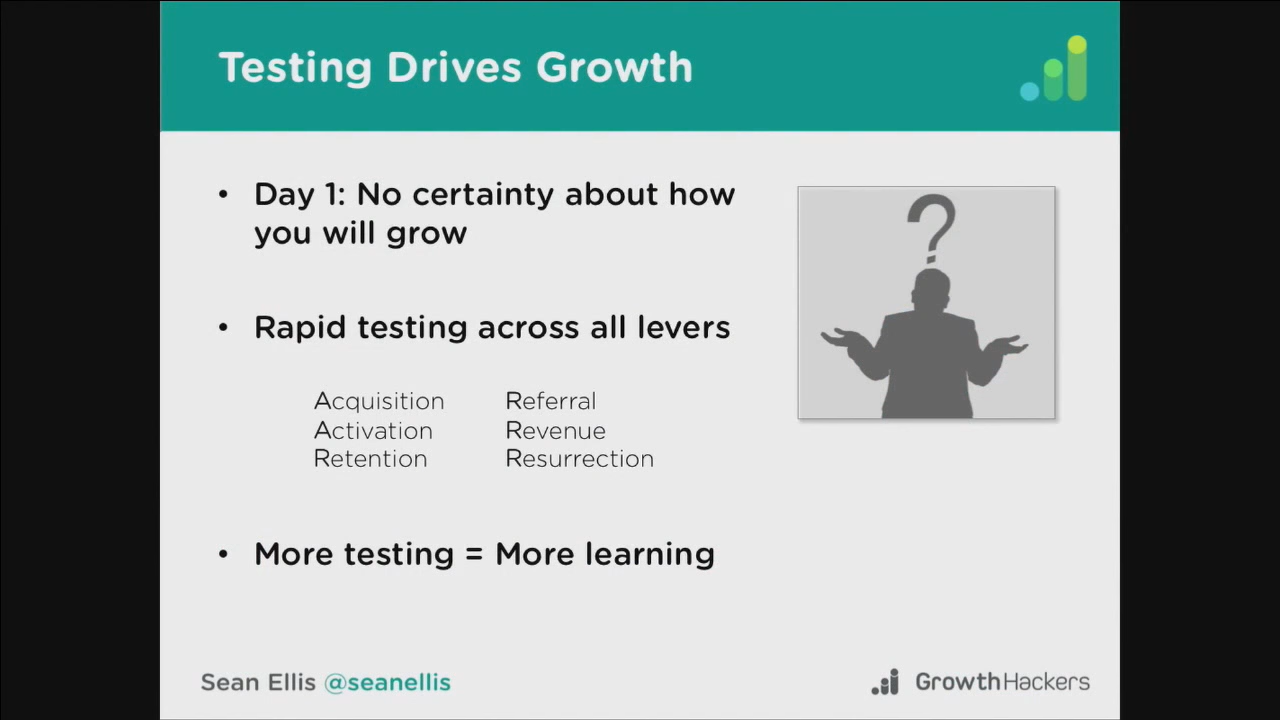 Testing Drives Growth
• Day 1: No certainty about how
you will grow
?
• Rapid testing across all levers
Acquisition Referral
Activation Revenue
Retention Resurrection
• More testing = More learning
Sean Ellis @seanellis
GrowthHackers